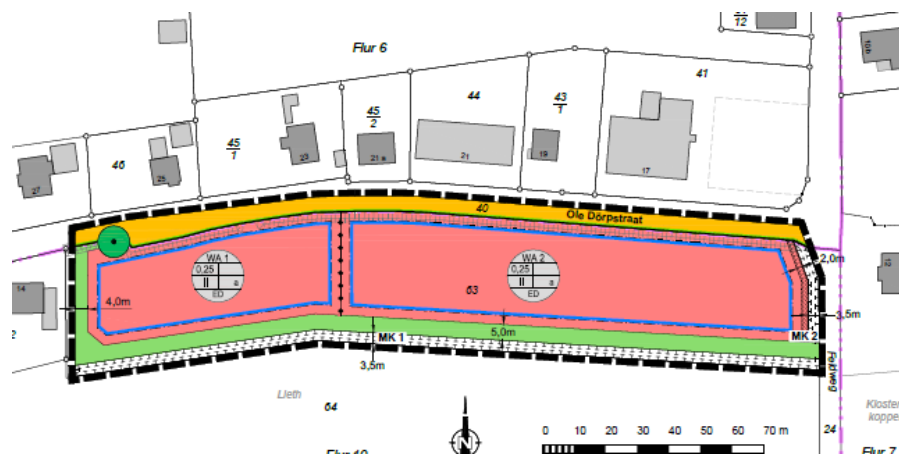 12
10b
Flur 6
41
44
43
1
45
2
45
1
46
27
25
23
21 a
21
19
17
40
Ole Dörpstraat
WA 1
0,25
II
a
ED
WA 2
0,25
II
a
ED
63
2,0m
12
14
4,0m
3,5m
5,0m
MK 1
MK 2
3,5m
Feldweg
Lieth
64
N
0 10 20 30 40 50 60 70 m
24
Kloster
koppe
Flur 7